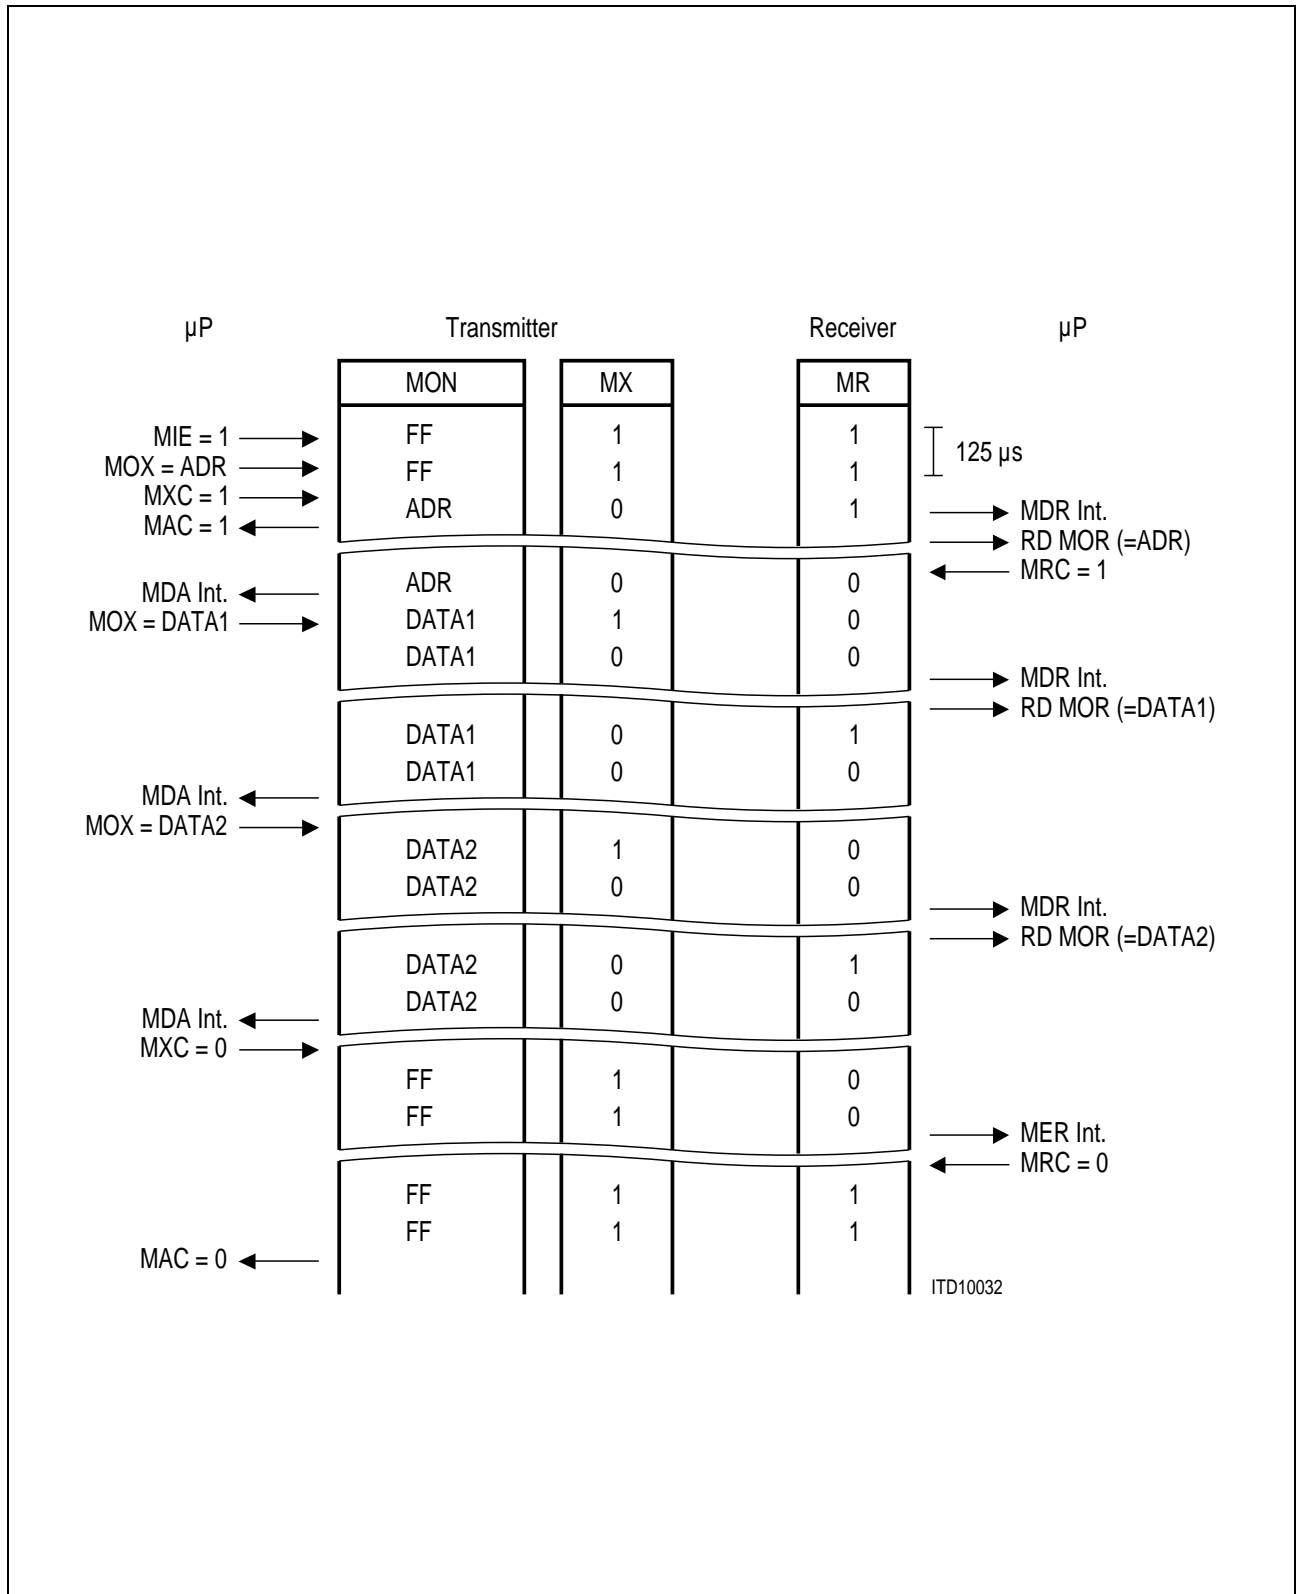 µP Transmitter Receiver µP
MON MX MR
MIE = 1 FF 1 1
125 µs
MOX = ADR FF 1 1
MXC = 1 ADR 0 1 MDR Int.
MAC = 1 RD MOR (=ADR)
MRC = 1
MDA Int. ADR 0 0
MOX = DATA1 DATA1 1 0
DATA1 0 0
MDR Int.
RD MOR (=DATA1)
DATA1 0 1
DATA1 0 0
MDA Int.
MOX = DATA2
DATA2 1 0
DATA2 0 0
MDR Int.
RD MOR (=DATA2)
DATA2 0 1
DATA2 0 0
MDA Int.
MXC = 0
FF 1 0
FF 1 0
MER Int.
MRC = 0
FF 1 1
FF 1 1
MAC = 0
ITD10032